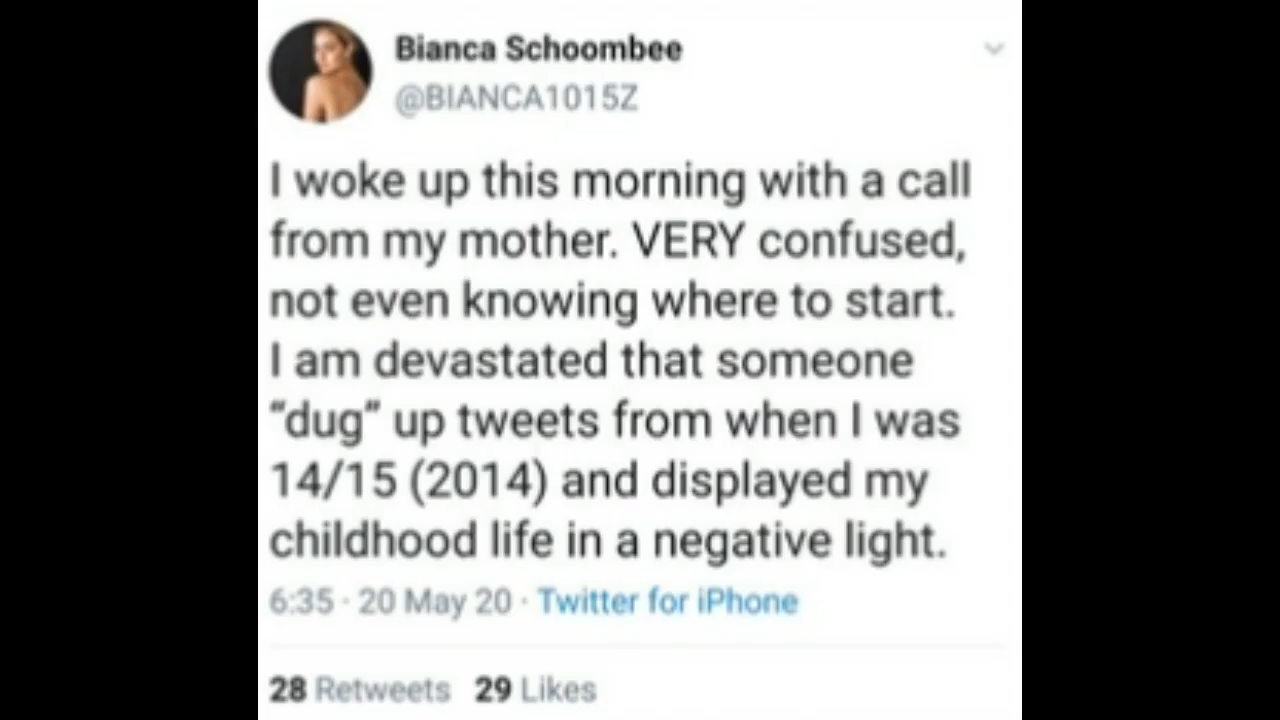 Bianca Schoombee
@BIANCA1015Z
I woke up this morning with a call
from my mother. VERY confused,
not even knowing where to start.
I am devastated that someone
“dug” up tweets from when I was
14/15 (2014) and displayed my
childhood life in a negative light.
6:35 · 20 May 20 · Twitter for iPhone
28 Retweets 29 Likes